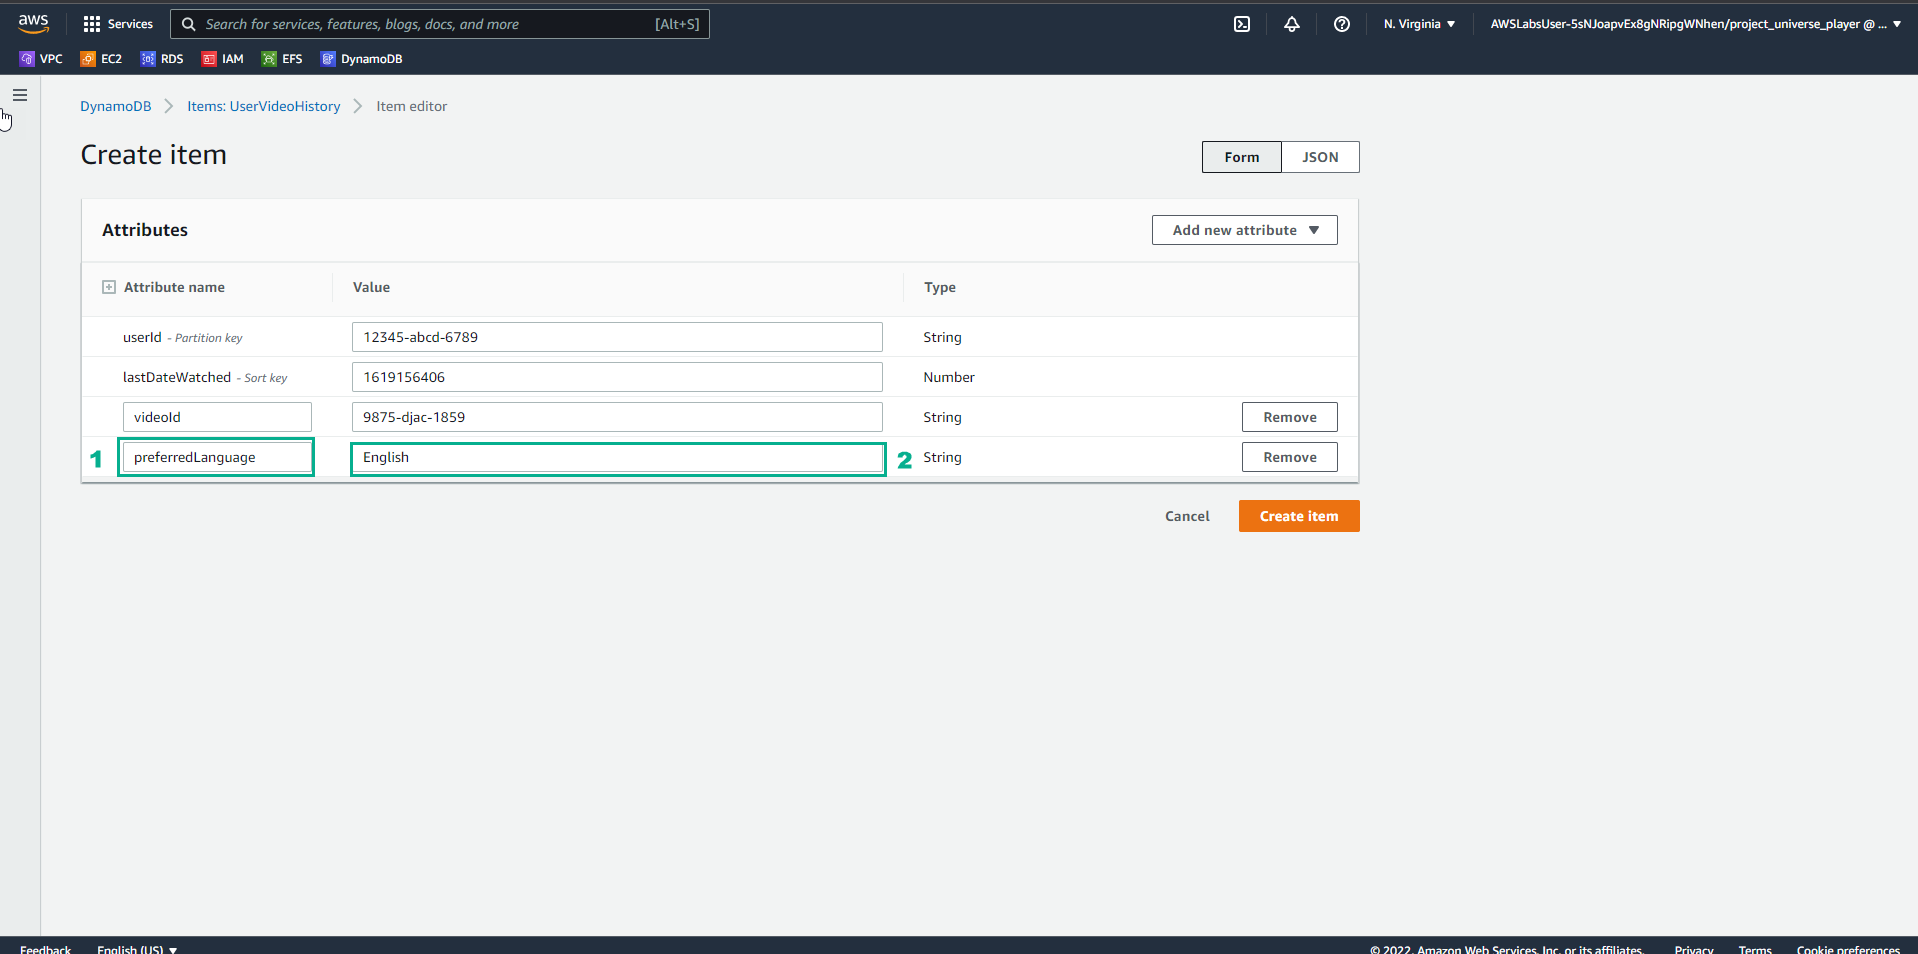 aws Services Search for services, features, blogs, docs, and more [Alt+S] N. Virginia ▼ AWSLabsUser-5sNJoapvEx8gNRipgWNhen/project_universe_player @ ... ▼
VPC EC2 RDS IAM EFS DynamoDB
DynamoDB > Items: UserVideoHistory > Item editor
Create item
Form JSON
Attributes
Add new attribute ▼
Attribute name Value Type
userId - Partition key 12345-abcd-6789 String
lastDateWatched - Sort key 1619156406 Number
videoId 9875-djac-1859 String Remove
1 preferredLanguage English 2 String Remove
Cancel Create item
Feedback English (US) ▼ © 2022, Amazon Web Services, Inc. or its affiliates. Privacy Terms Cookie preferences